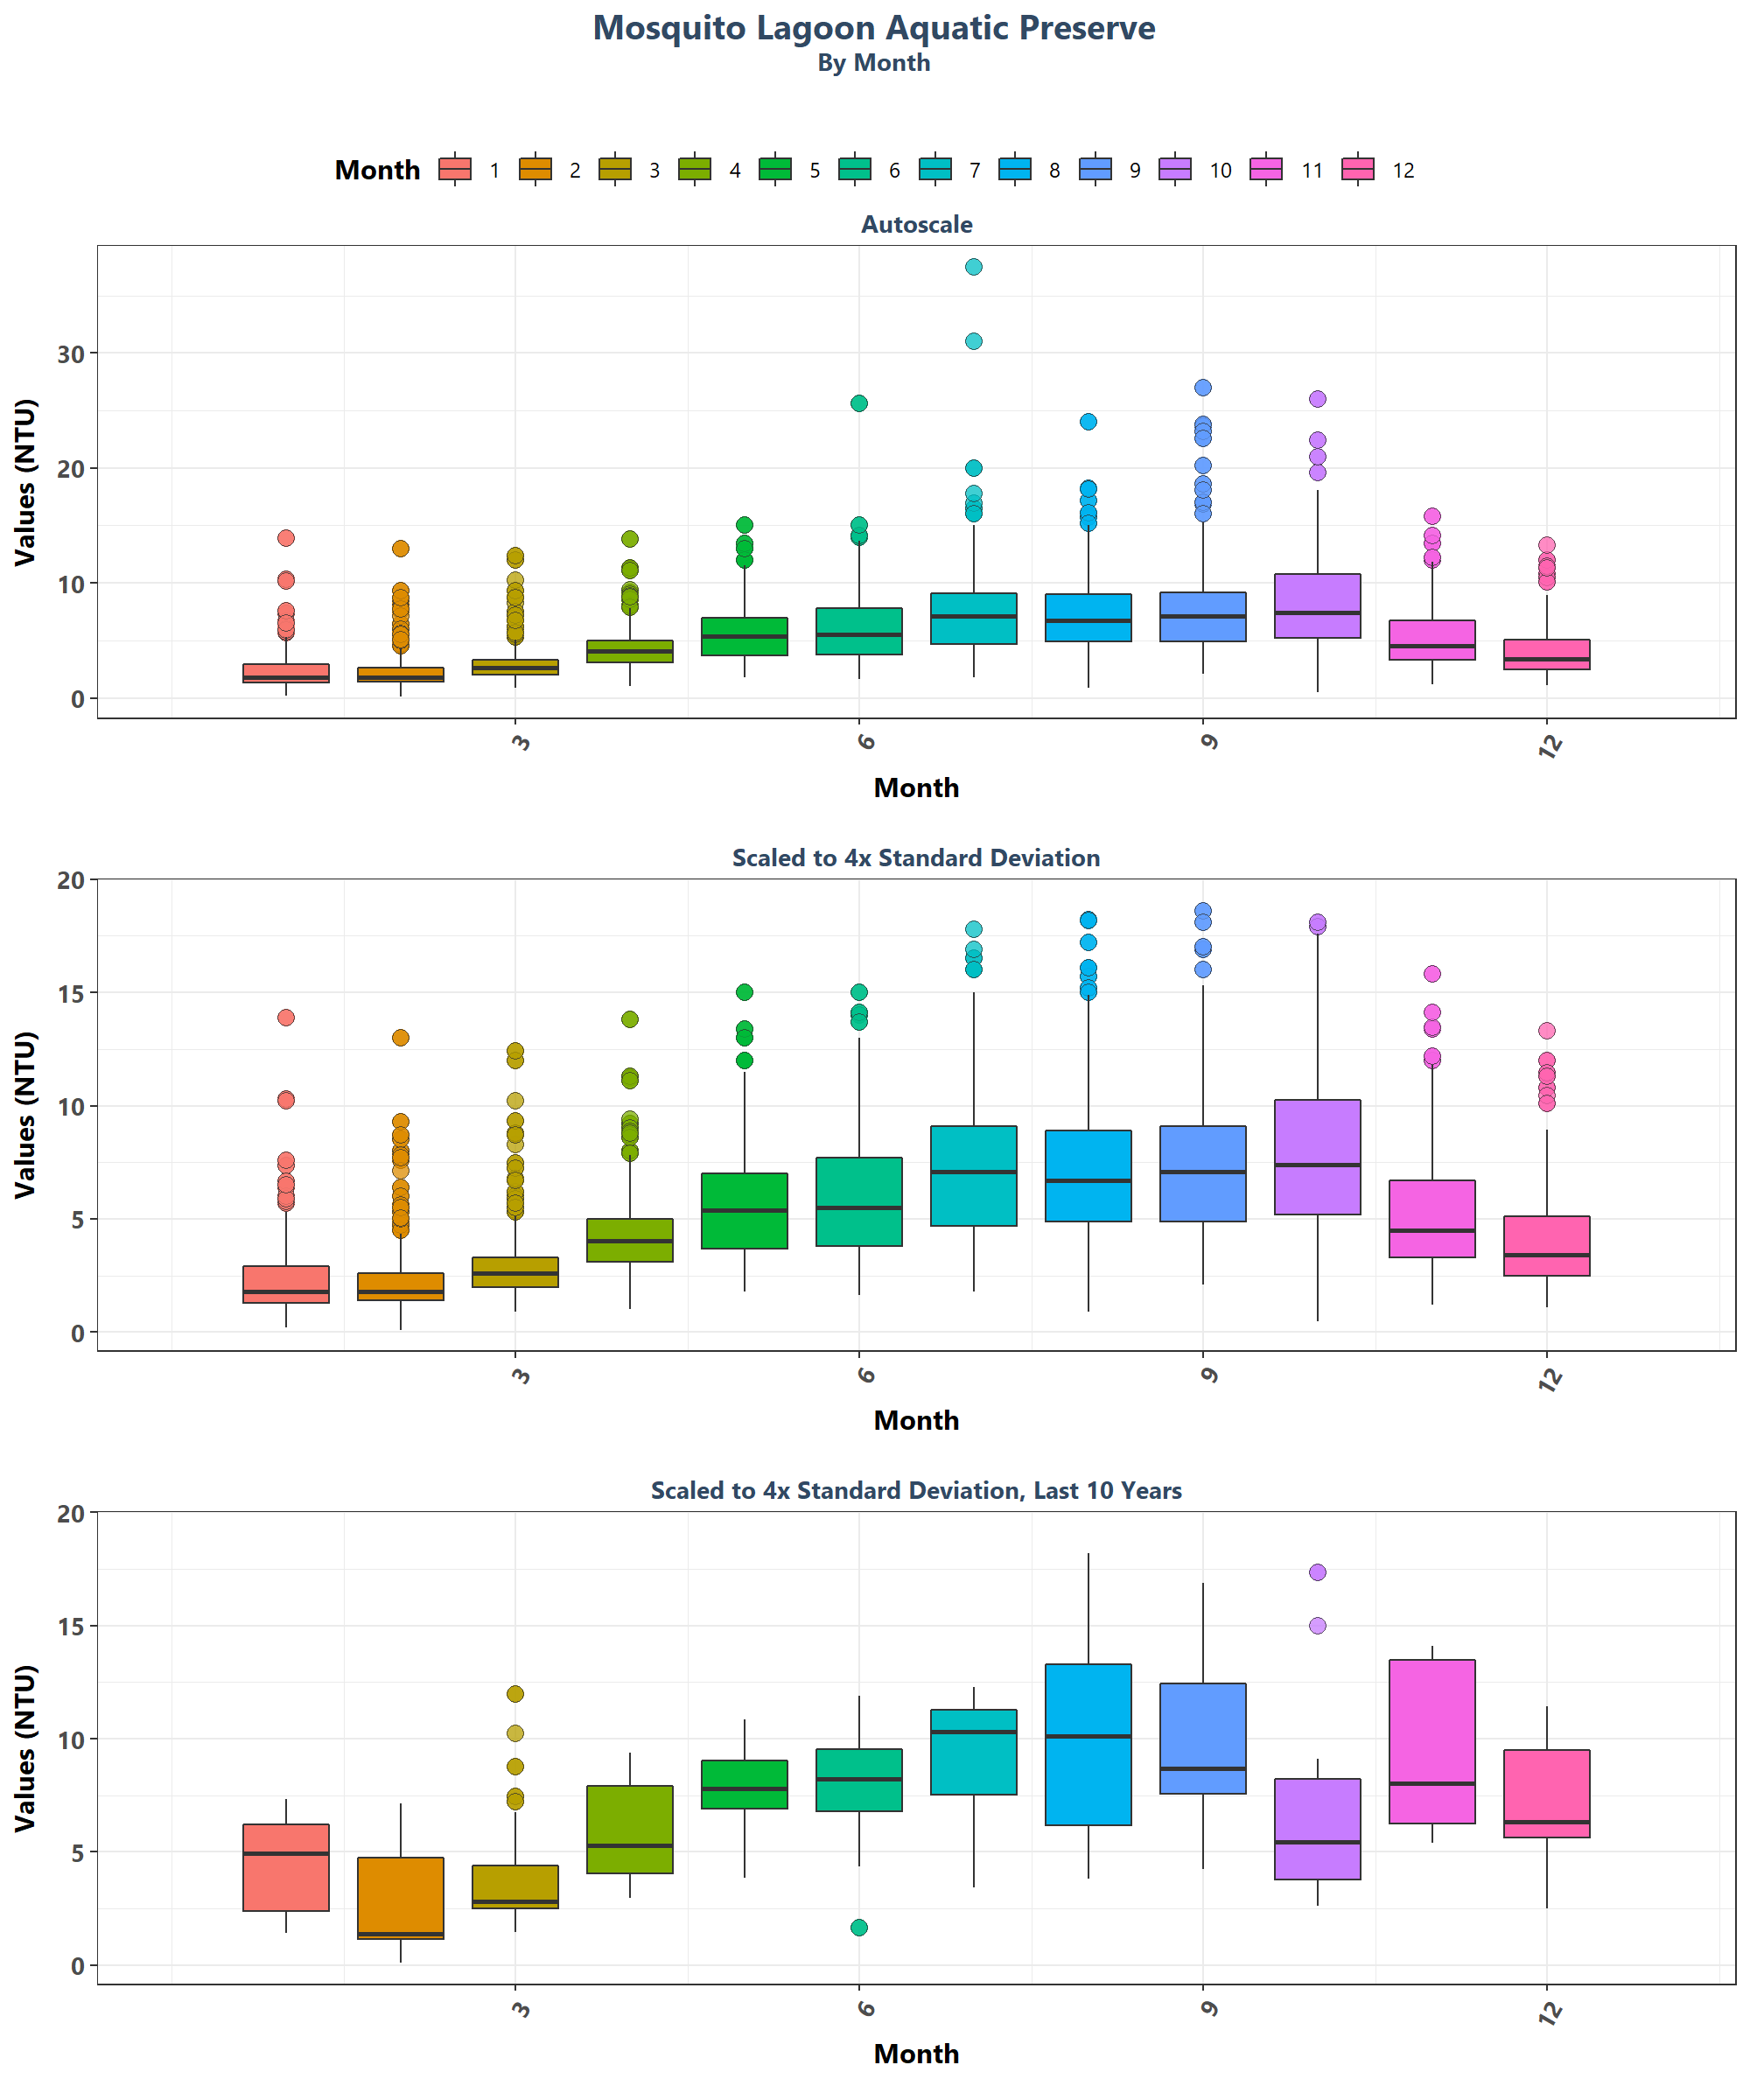 Mosquito Lagoon Aquatic Preserve
By Month
Month 1 2 3 4 5 6 7 8 9 10 11 12
Autoscale
Values (NTU)
30
20
10
0
3 6 9 12
Month
Scaled to 4x Standard Deviation
Values (NTU)
20
15
10
5
0
3 6 9 12
Month
Scaled to 4x Standard Deviation, Last 10 Years
Values (NTU)
20
15
10
5
0
3 6 9 12
Month